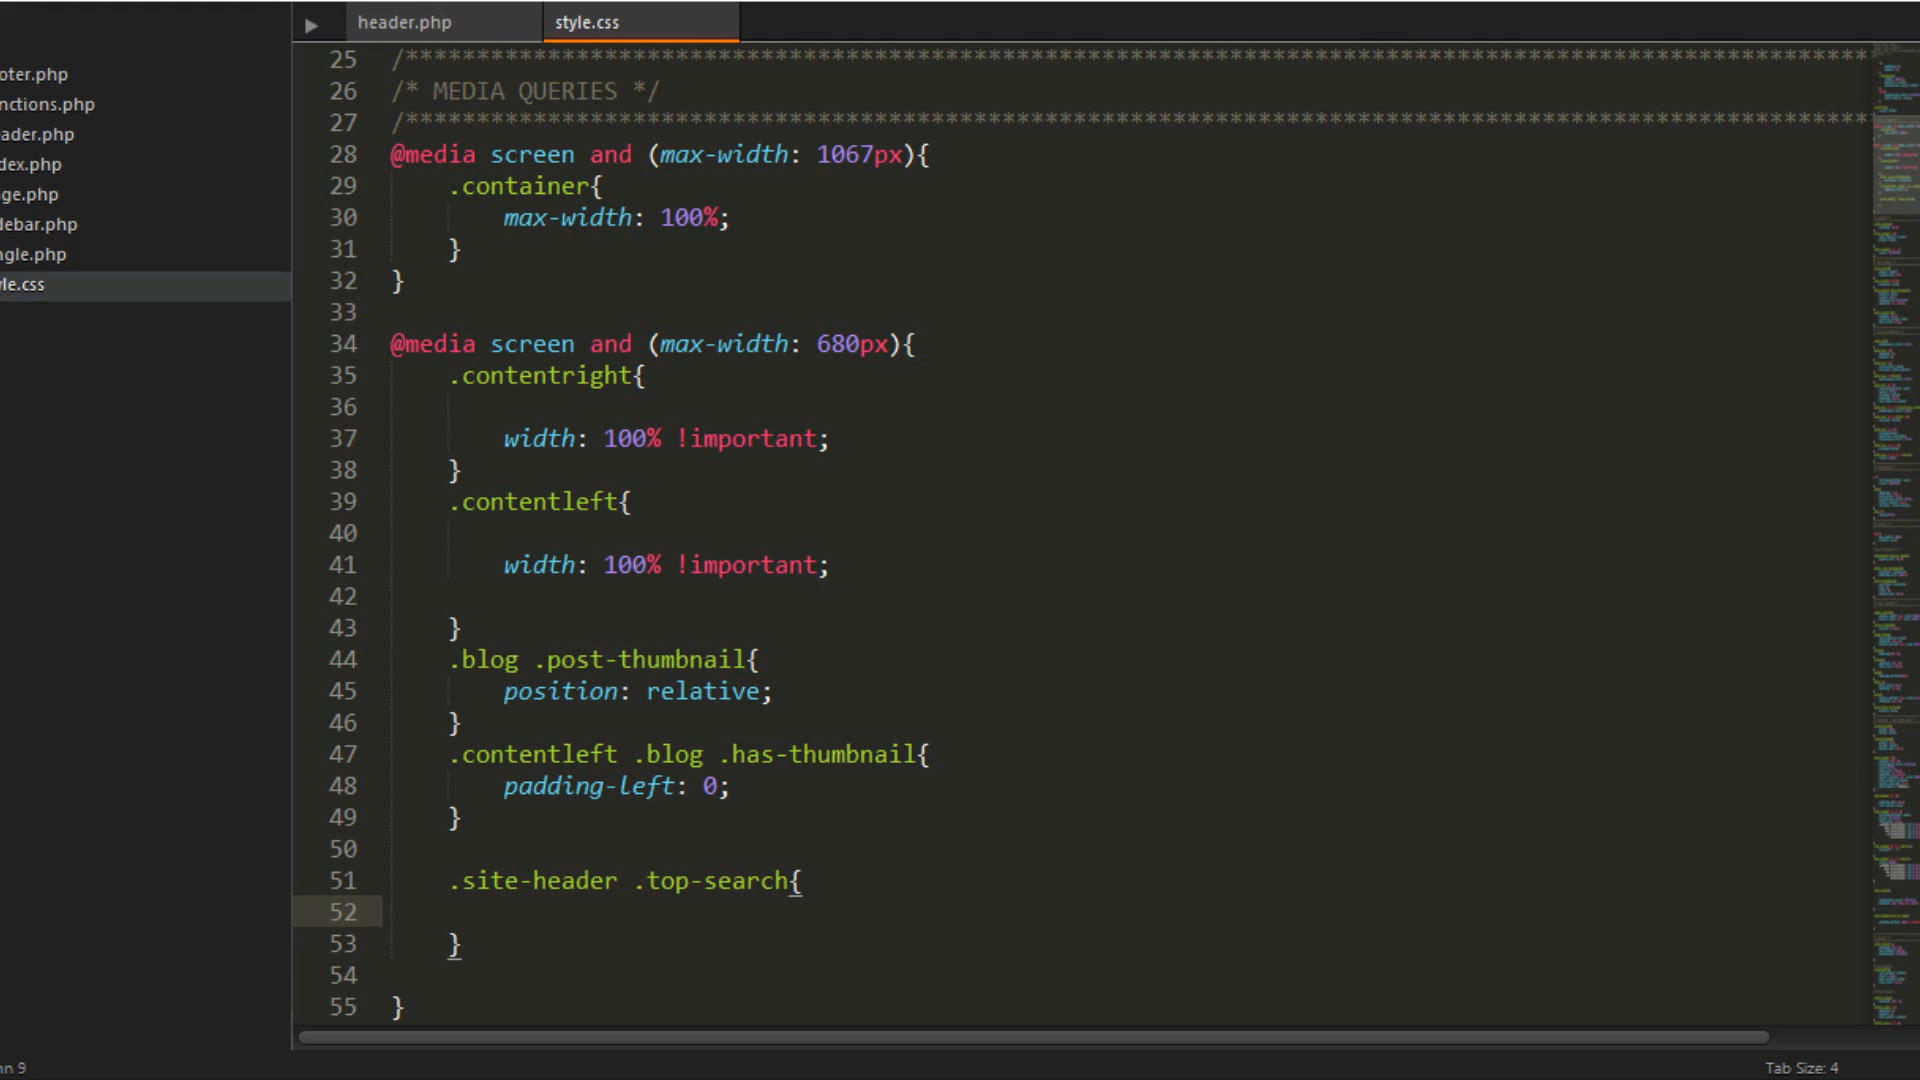 header.php
style.css
oter.php
nctions.php
ader.php
dex.php
ge.php
debar.php
ngle.php
le.css
25 /*******************************************************************************************************
26 /* MEDIA QUERIES */
27 /*******************************************************************************************************
28 @media screen and (max-width: 1067px){
29 .container{
30 max-width: 100%;
31 }
32 }
33
34 @media screen and (max-width: 680px){
35 .contentright{
36
37 width: 100% !important;
38 }
39 .contentleft{
40
41 width: 100% !important;
42
43 }
44 .blog .post-thumbnail{
45 position: relative;
46 }
47 .contentleft .blog .has-thumbnail{
48 padding-left: 0;
49 }
50
51 .site-header .top-search{
52
53 }
54
55 }
nn 9
Tab Size: 4